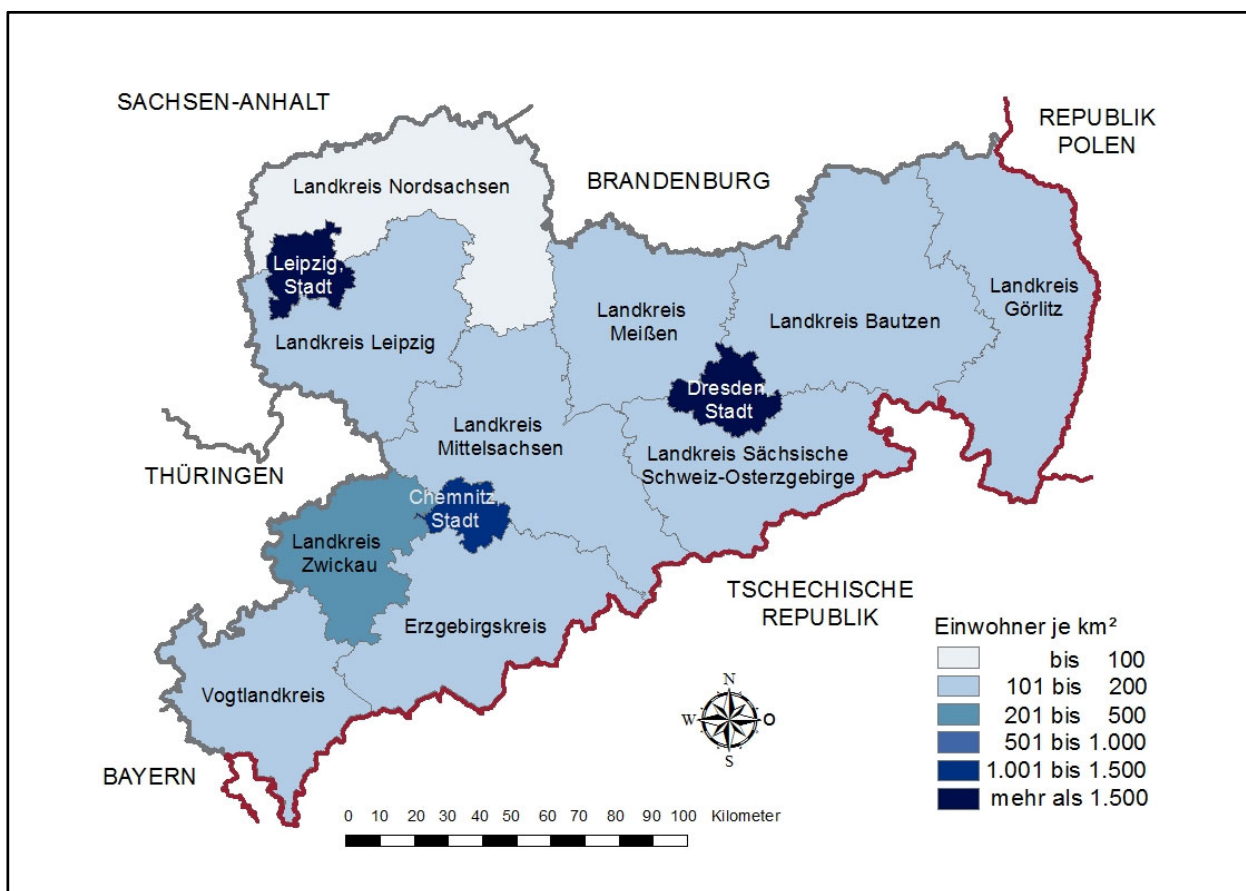 SACHSEN-ANHALT
REPUBLIK
POLEN
BRANDENBURG
Landkreis Nordsachsen
Leipzig,
Stadt
Landkreis Leipzig
Landkreis
Meißen
Landkreis Bautzen
Landkreis
Görlitz
Dresden,
Stadt
Landkreis
Mittelsachsen
Landkreis Sächsische
Schweiz-Osterzgebirge
THÜRINGEN
Chemnitz,
Stadt
Landkreis
Zwickau
Erzgebirgskreis
TSCHECHISCHE
REPUBLIK
Vogtlandkreis
BAYERN
N
W O
S
Einwohner je km²
bis 100
101 bis 200
201 bis 500
501 bis 1.000
1.001 bis 1.500
mehr als 1.500
0 10 20 30 40 50 60 70 80 90 100 Kilometer